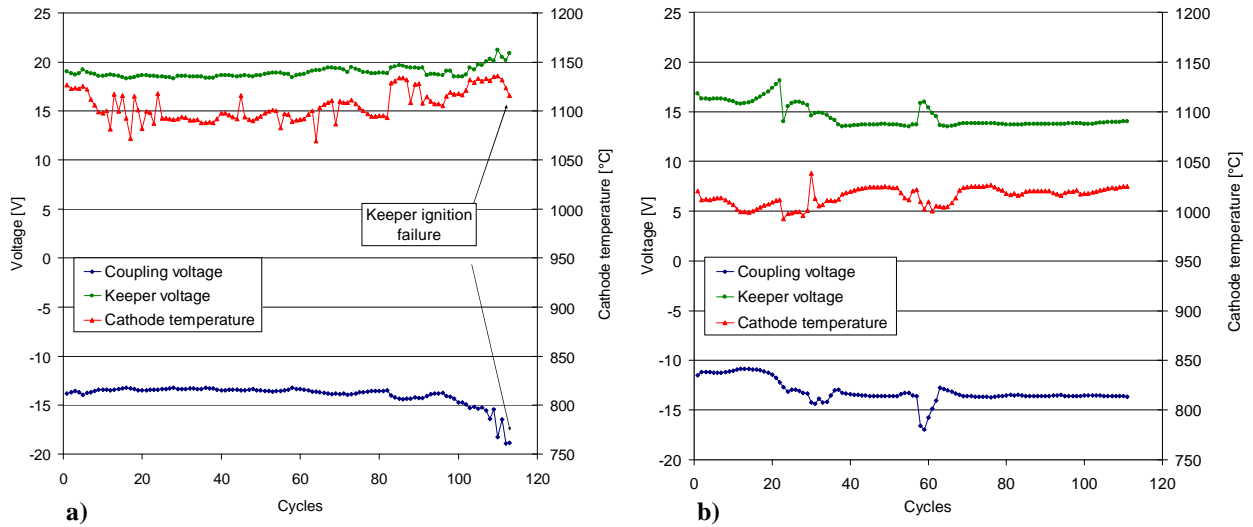 25
20
15
10
5
0
-5
-10
-15
-20
Voltage [V]
1200
1150
1100
1050
1000
950
900
850
800
750
Cathode temperature [°C]
Keeper ignition
failure
Coupling voltage
Keeper voltage
Cathode temperature
0 20 40 60 80 100 120
Cycles
a)
25
20
15
10
5
0
-5
-10
-15
-20
Voltage [V]
1200
1150
1100
1050
1000
950
900
850
800
750
Cathode temperature [°C]
Coupling voltage
Keeper voltage
Cathode temperature
0 20 40 60 80 100 120
Cycles
b)